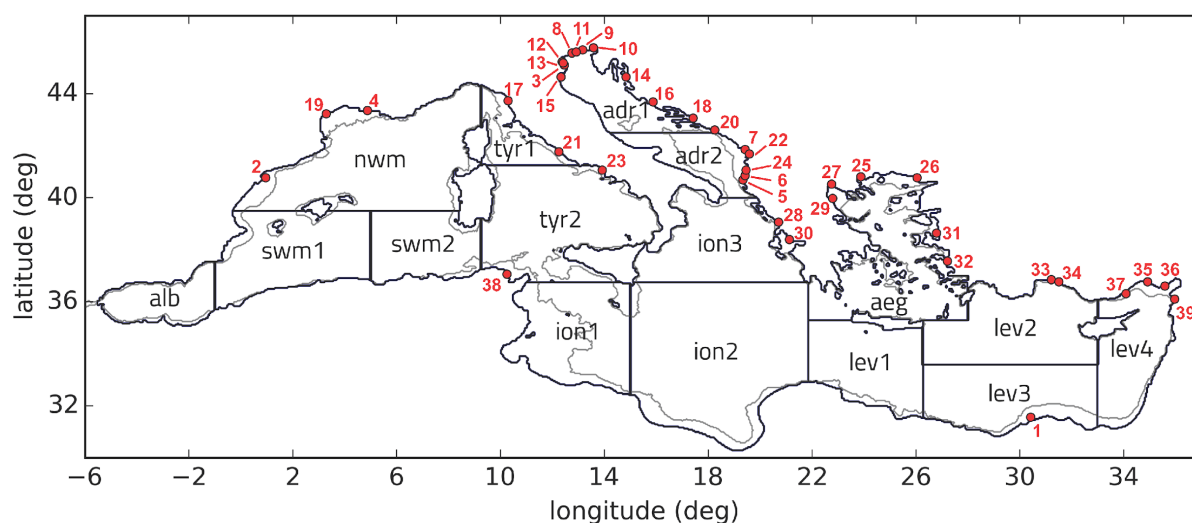 8 11 9
12 10
13
3 14
15
17 16
19 4 adr1 18
20
44
nwm tyr1 21 adr2 7 22
2 23 24
6
5
25 26
27
40
29
tyr2 28
swm1 swm2 ion3 30 31
32
38
alb
33 34 35 36
37
39
36
aeg
ion1 lev2
ion2 lev1 lev4
lev3
32
1
−6 −2 2 6 10 14 18 22 26 30 34
longitude (deg)
latitude (deg)